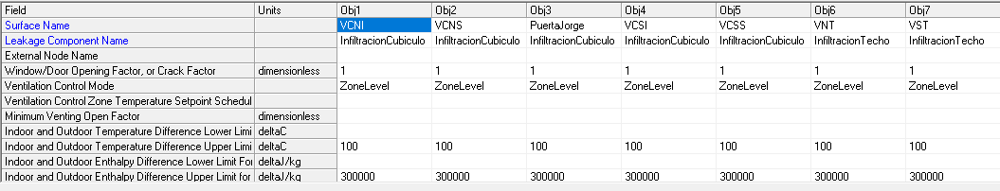 Field Units Obj1 Obj2 Obj3 Obj4 Obj5 Obj6 Obj7
Surface Name VCNI VCNS PuertaJorge VCSI VCSS VNT VST
Leakage Component Name InfiltracionCubiculo InfiltracionCubiculo InfiltracionCubiculo InfiltracionCubiculo InfiltracionCubiculo InfiltracionTecho InfiltracionTecho
External Node Name
Window/Door Opening Factor, or Crack Factor dimensionless 1 1 1 1 1 1 1
Ventilation Control Mode ZoneLevel ZoneLevel ZoneLevel ZoneLevel ZoneLevel ZoneLevel ZoneLevel
Ventilation Control Zone Temperature Setpoint Schedul
Minimum Venting Open Factor dimensionless
Indoor and Outdoor Temperature Difference Lower Limi deltaC
Indoor and Outdoor Temperature Difference Upper Limi deltaC 100 100 100 100 100 100 100
Indoor and Outdoor Enthalpy Difference Lower Limit For deltaJ/kg
Indoor and Outdoor Enthalpy Difference Upper Limit for deltaJ/kg 300000 300000 300000 300000 300000 300000 300000